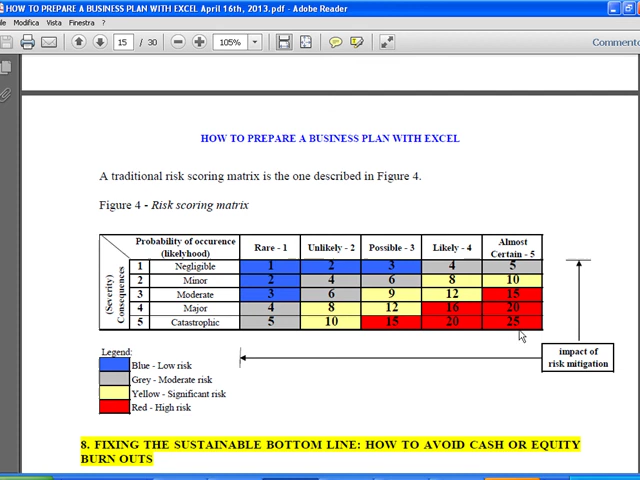 HOW TO PREPARE A BUSINESS PLAN WITH EXCEL April 16th, 2013.pdf - Adobe Reader
Modifica Vista Finestra ?
15 / 30 105% Comment
HOW TO PREPARE A BUSINESS PLAN WITH EXCEL
A traditional risk scoring matrix is the one described in Figure 4.
Figure 4 - Risk scoring matrix
(Severity) Consequences
Probability of occurence (likelyhood) Rare - 1 Unlikely - 2 Possible - 3 Likely - 4 Almost Certain - 5
1 Negligible 1 2 3 4 5
2 Minor 2 4 6 8 10
3 Moderate 3 6 9 12 15
4 Major 4 8 12 16 20
5 Catastrophic 5 10 15 20 25
Legend:
Blue - Low risk
Grey - Moderate risk
Yellow - Significant risk
Red - High risk
impact of
risk mitigation
8. FIXING THE SUSTAINABLE BOTTOM LINE: HOW TO AVOID CASH OR EQUITY
BURN OUTS